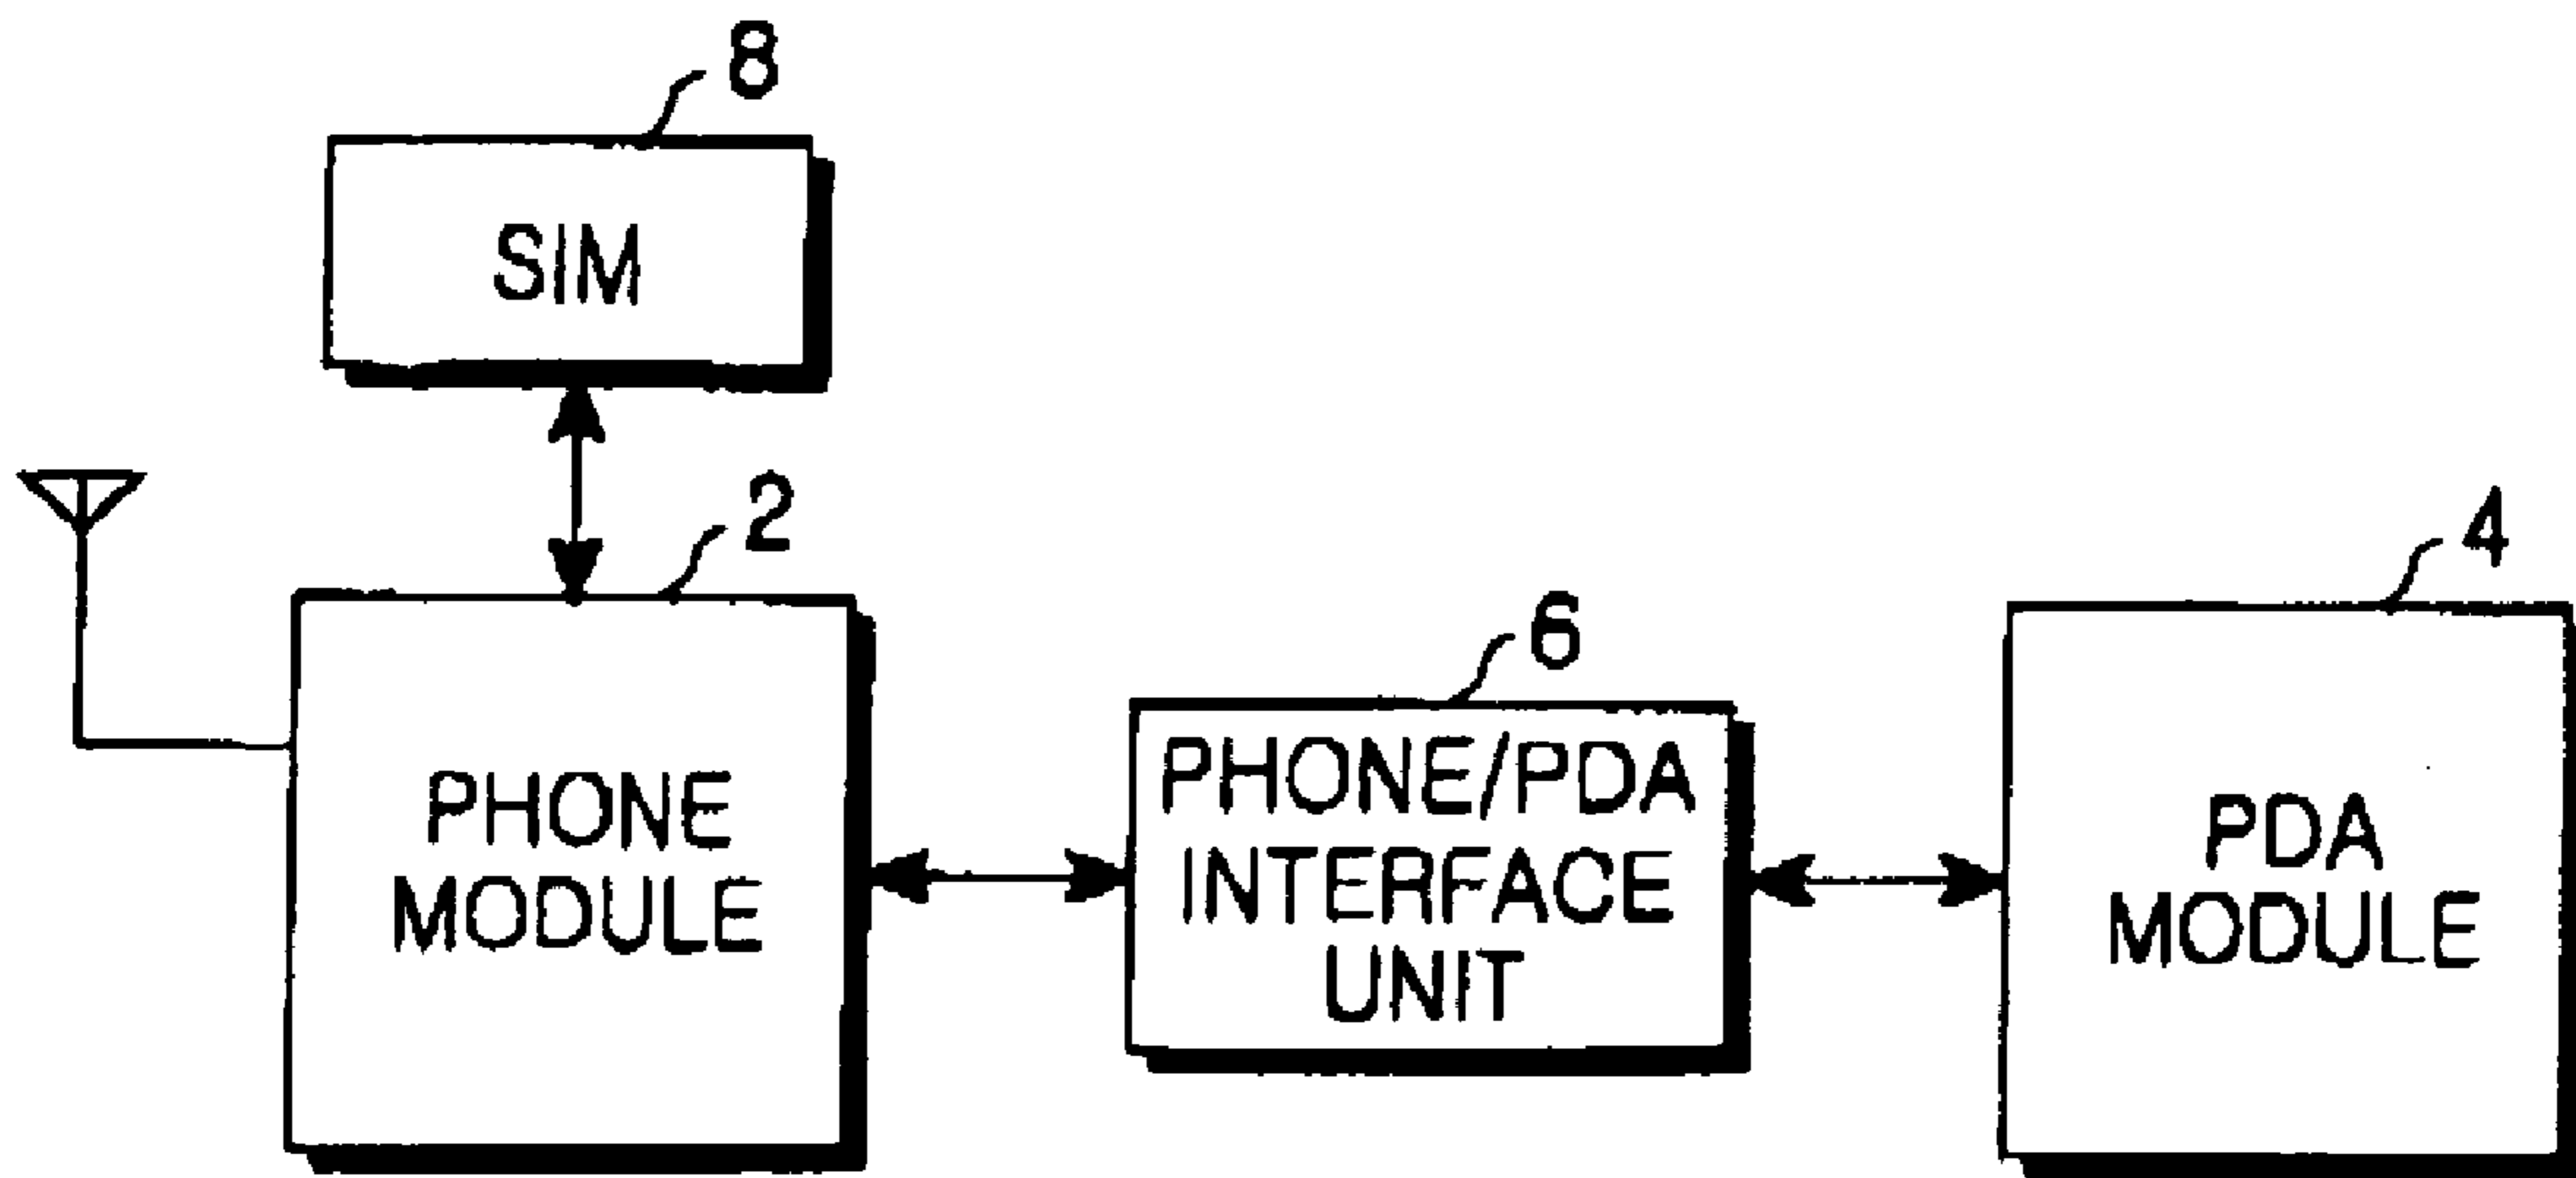 8
SIM
2
PHONE
MODULE
6
PHONE/PDA
INTERFACE
UNIT
4
PDA
MODULE